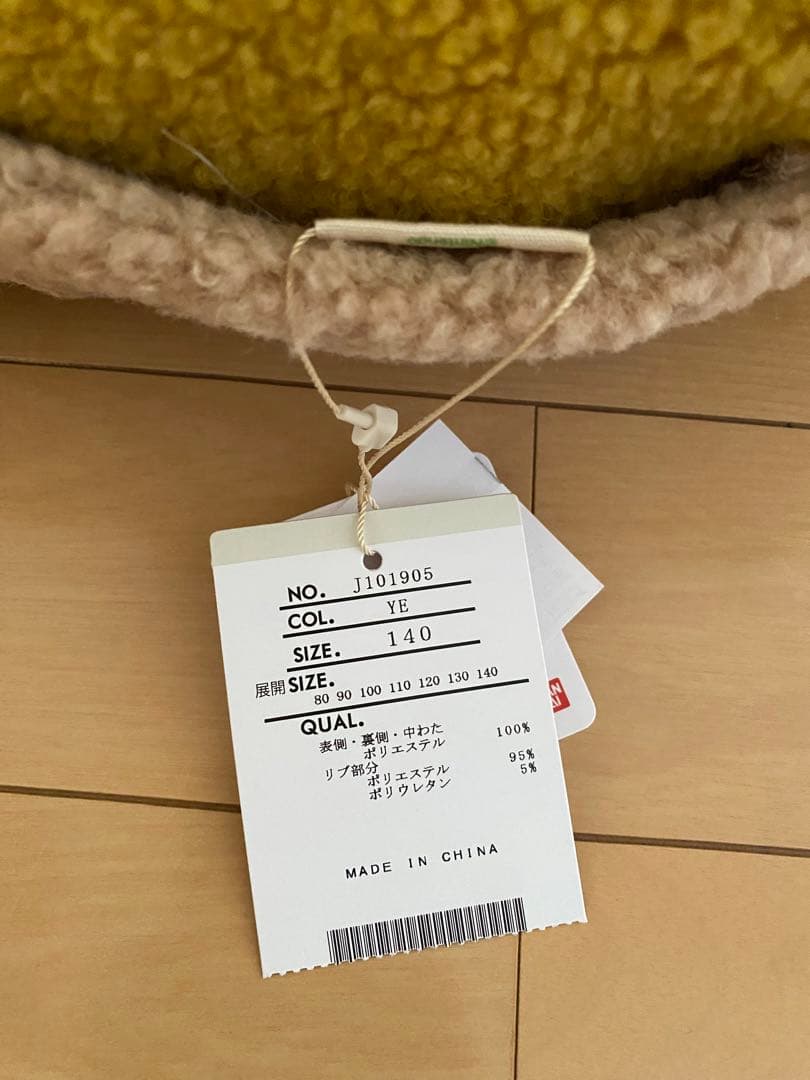 NO. J101905
COL. YE
SIZE. 140
展開 SIZE.
80 90 100 110 120 130 140
QUAL.
表側・裏側・中わた 100%
ポリエステル
リブ部分
ポリエステル 95%
ポリウレタン 5%
MADE IN CHINA
AN
AI